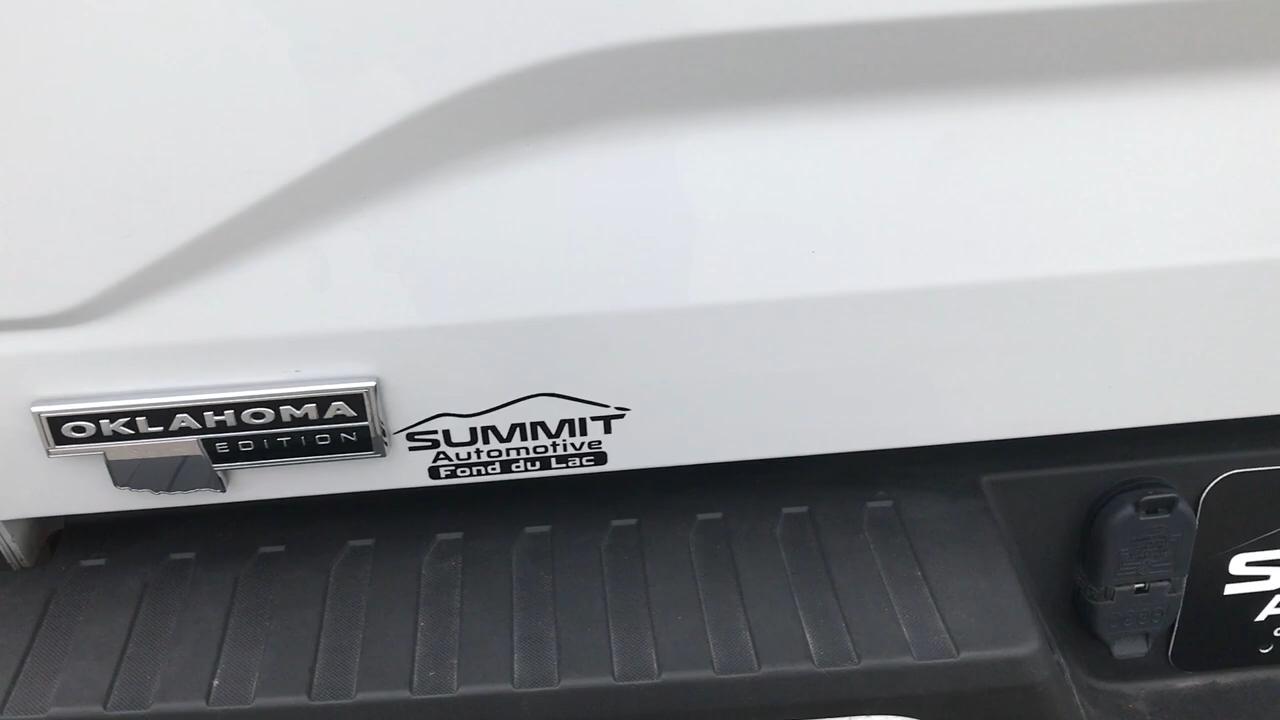 OKLAHOMA
EDITION
SUMMIT
Automotive
Fond du Lac